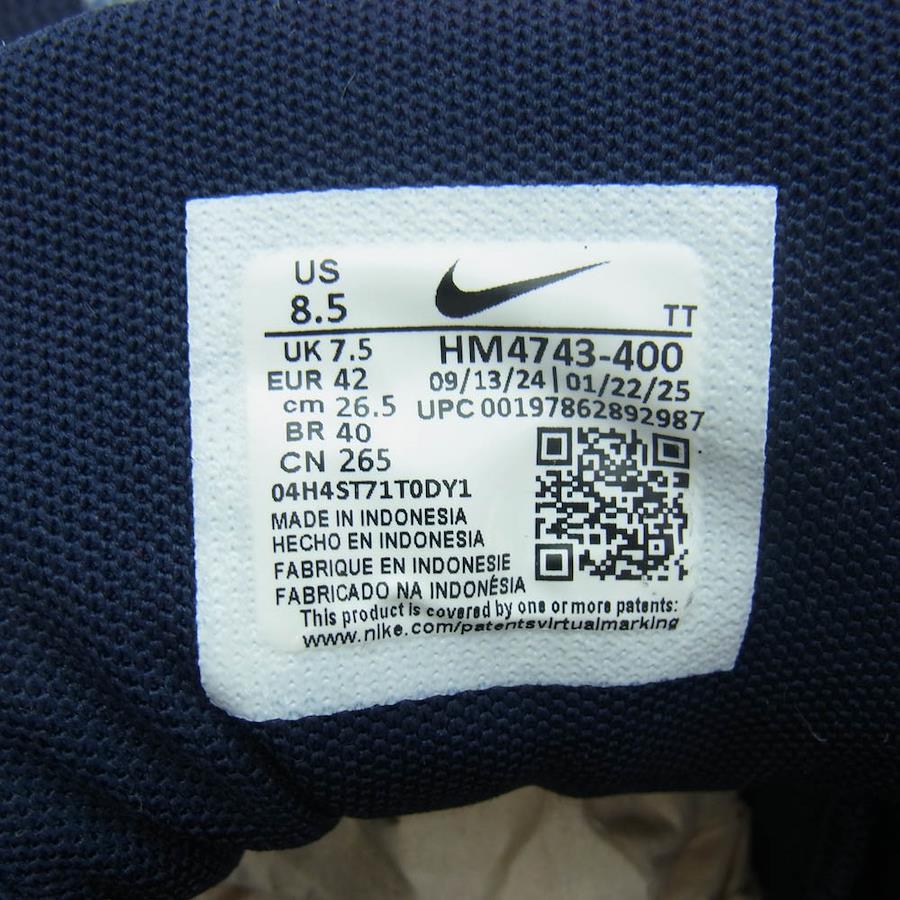 US
8.5
TT
UK 7.5
HM4743-400
EUR 42
09/13/24 | 01/22/25
cm 26.5
UPC 00197862892987
BR 40
CN 265
04H4ST71T0DY1
MADE IN INDONESIA
HECHO EN INDONESIA
FABRIQUE EN INDONESIE
FABRICADO NA INDONÉSIA
This product is covered by one or more patents:
www.nike.com/patentsvirtualmarking